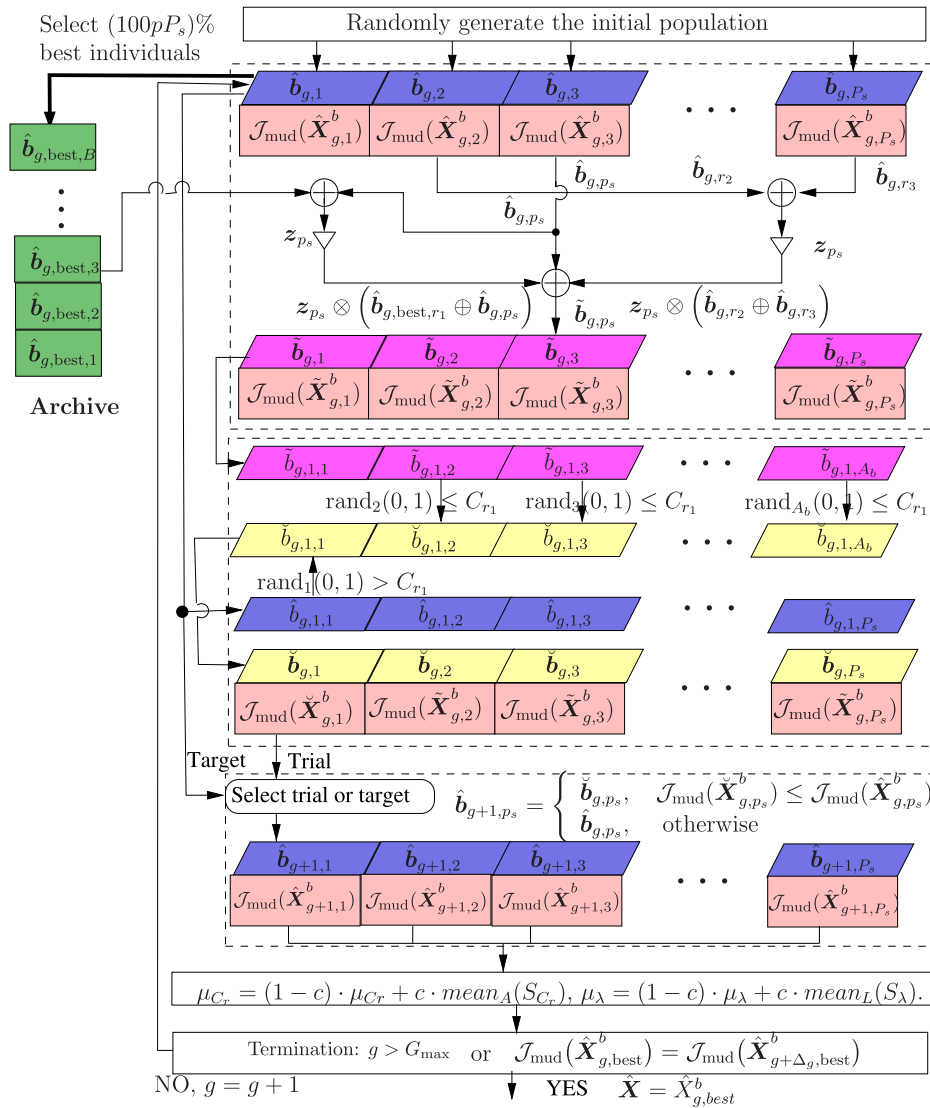 Select (100pP_s)%
best individuals
Randomly generate the initial population
b̂_{g,1} b̂_{g,2} b̂_{g,3} · · · b̂_{g,P_s}
J_mud(X̂^b_{g,1}) J_mud(X̂^b_{g,2}) J_mud(X̂^b_{g,3}) J_mud(X̂^b_{g,P_s})
b̂_{g,best,B}
b̂_{g,p_s} b̂_{g,r_2} b̂_{g,r_3}
b̂_{g,p_s}
z_{p_s} z_{p_s}
b̂_{g,best,3}
b̂_{g,best,2}
b̂_{g,best,1}
Archive
z_{p_s} ⊗ (b̂_{g,best,r_1} ⊕ b̂_{g,p_s}) b̃_{g,p_s} z_{p_s} ⊗ (b̂_{g,r_2} ⊕ b̂_{g,r_3})
b̃_{g,1} b̃_{g,2} b̃_{g,3} · · · b̃_{g,P_s}
J_mud(X̃^b_{g,1}) J_mud(X̃^b_{g,2}) J_mud(X̃^b_{g,3}) J_mud(X̃^b_{g,P_s})
b̃_{g,1,1} b̃_{g,1,2} b̃_{g,1,3} · · · b̃_{g,1,A_b}
rand_2(0, 1) ≤ C_{r_1} rand_3(0, 1) ≤ C_{r_1} rand_{A_b}(0, 1) ≤ C_{r_1}
b̆_{g,1,1} b̆_{g,1,2} b̆_{g,1,3} · · · b̆_{g,1,A_b}
rand_1(0, 1) > C_{r_1}
b̂_{g,1,1} b̂_{g,1,2} b̂_{g,1,3} · · · b̂_{g,1,P_s}
b̆_{g,1} b̆_{g,2} b̆_{g,3} · · · b̆_{g,P_s}
J_mud(X̆^b_{g,1}) J_mud(X̃^b_{g,2}) J_mud(X̃^b_{g,3}) J_mud(X̃^b_{g,P_s})
Target Trial
Select trial or target
b̂_{g+1,p_s} = { b̆_{g,p_s}, J_mud(X̆^b_{g,p_s}) ≤ J_mud(X̂^b_{g,p_s})
b̂_{g,p_s}, otherwise
b̂_{g+1,1} b̂_{g+1,2} b̂_{g+1,3} · · · b̂_{g+1,P_s}
J_mud(X̂^b_{g+1,1}) J_mud(X̂^b_{g+1,2}) J_mud(X̂^b_{g+1,3}) J_mud(X̂^b_{g+1,P_s})
μ_{Cr} = (1 − c) · μ_{Cr} + c · mean_A(S_{Cr}), μ_λ = (1 − c) · μ_λ + c · mean_L(S_λ).
Termination: g > G_max or J_mud(X̂^b_{g,best}) = J_mud(X̂^b_{g+Δ_g,best})
NO, g = g + 1 YES X̂ = X̂^b_{g,best}